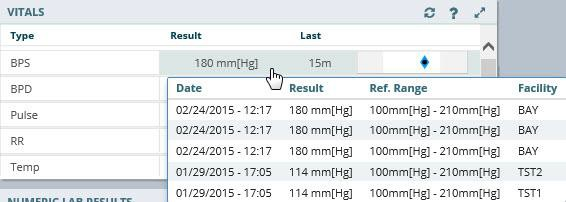 VITALS
Type Result Last
BPS 180 mm[Hg] 15m
BPD
Pulse
RR
Temp
Date Result Ref. Range Facility
02/24/2015 - 12:17 180 mm[Hg] 100mm[Hg] - 210mm[Hg] BAY
02/24/2015 - 12:17 180 mm[Hg] 100mm[Hg] - 210mm[Hg] BAY
02/24/2015 - 12:17 180 mm[Hg] 100mm[Hg] - 210mm[Hg] BAY
01/29/2015 - 17:05 114 mm[Hg] 100mm[Hg] - 210mm[Hg] TST2
01/29/2015 - 17:05 114 mm[Hg] 100mm[Hg] - 210mm[Hg] TST1
NUMERIC LAB RESULTS